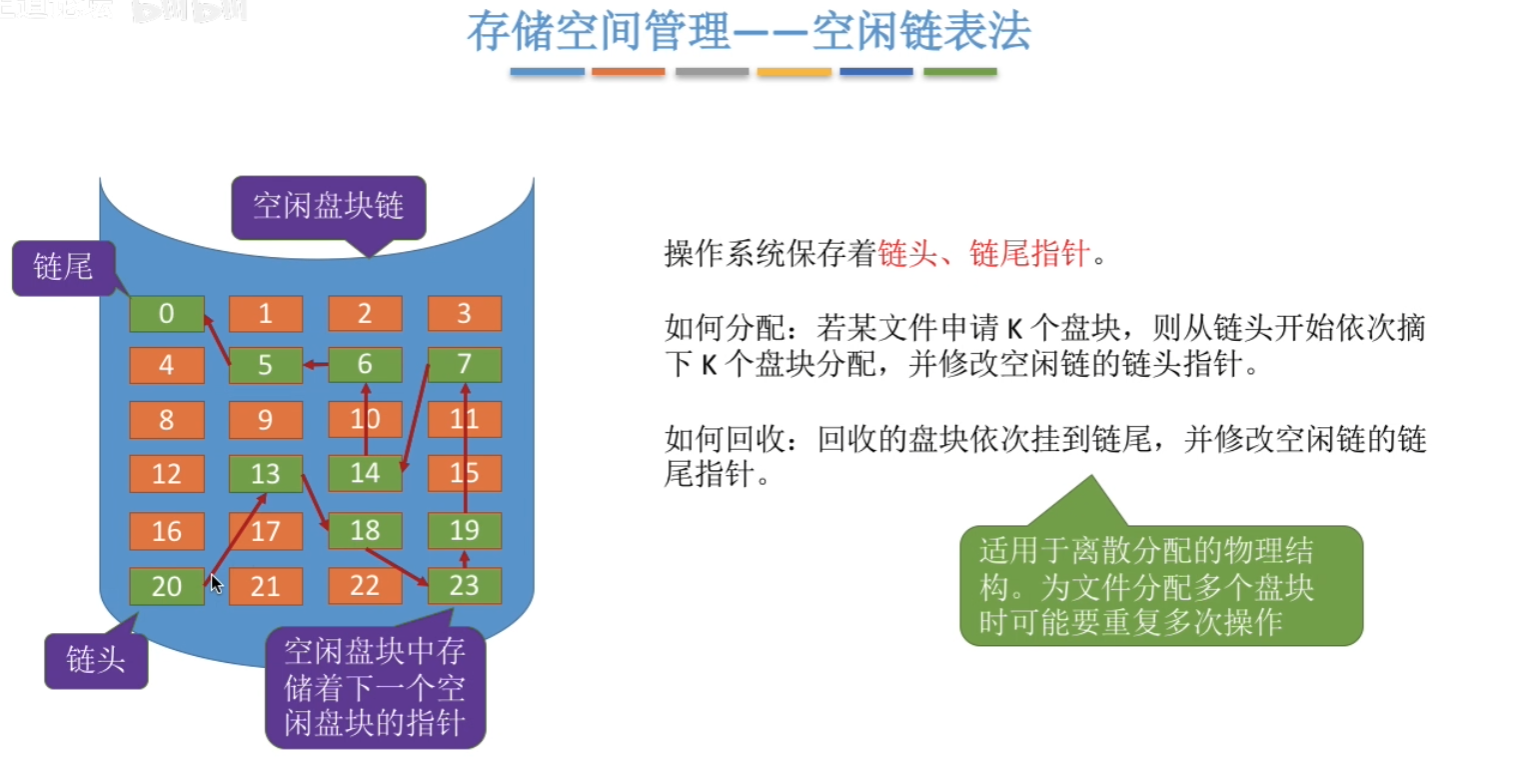 存储空间管理——空闲链表法
空闲盘块链
链尾
0 1 2 3
4 5 6 7
8 9 10 11
12 13 14 15
16 17 18 19
20 21 22 23
链头
空闲盘块中存
储着下一个空
闲盘块的指针
操作系统保存着链头、链尾指针。
如何分配：若某文件申请 K 个盘块，则从链头开始依次摘
下 K 个盘块分配，并修改空闲链的链头指针。
如何回收：回收的盘块依次挂到链尾，并修改空闲链的链
尾指针。
适用于离散分配的物理结
构。为文件分配多个盘块
时可能要重复多次操作